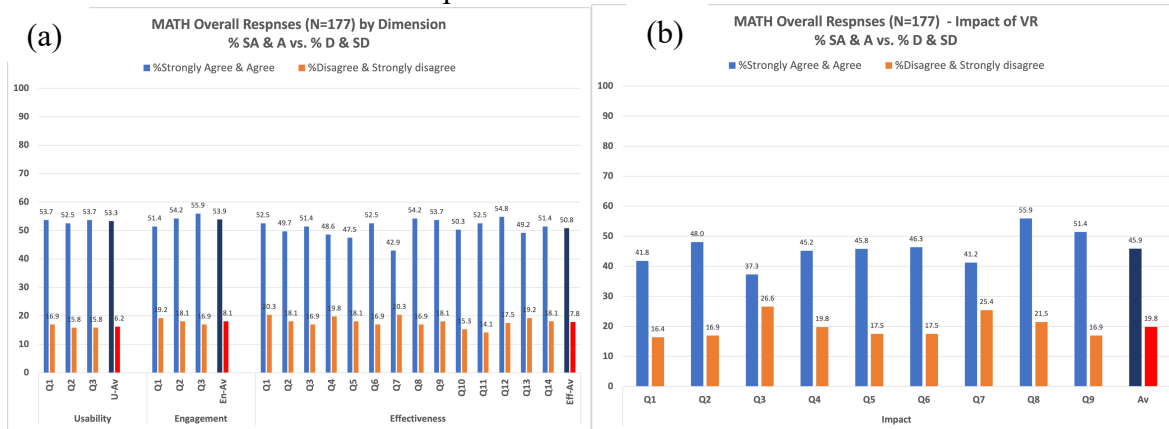 (a)
MATH Overall Respnses (N=177) by Dimension
% SA & A vs. % D & SD
%Strongly Agree & Agree %Disagree & Strongly disagree
100
90
80
70
60
50
40
30
20
10
0
53.7 52.5 53.7 53.3 51.4 54.2 55.9 53.9 52.5 49.7 51.4 48.6 47.5 52.5 42.9 54.2 53.7 50.3 52.5 54.8 49.2 51.4 50.8
16.9 15.8 15.8 16.2 19.2 18.1 16.9 18.1 20.3 18.1 16.9 19.8 18.1 16.9 20.3 16.9 18.1 15.3 14.1 17.5 19.2 18.1 17.8
Q1 Q2 Q3 U-Av Q1 Q2 Q3 En-Av Q1 Q2 Q3 Q4 Q5 Q6 Q7 Q8 Q9 Q10 Q11 Q12 Q13 Q14 Eff-Av
Usability Engagement Effectiveness
(b)
MATH Overall Respnses (N=177) - Impact of VR
% SA & A vs. % D & SD
%Strongly Agree & Agree %Disagree & Strongly disagree
100
90
80
70
60
50
40
30
20
10
0
41.8 48.0 37.3 45.2 45.8 46.3 41.2 55.9 51.4 45.9
16.4 16.9 26.6 19.8 17.5 17.5 25.4 21.5 16.9 19.8
Q1 Q2 Q3 Q4 Q5 Q6 Q7 Q8 Q9 Av
Impact